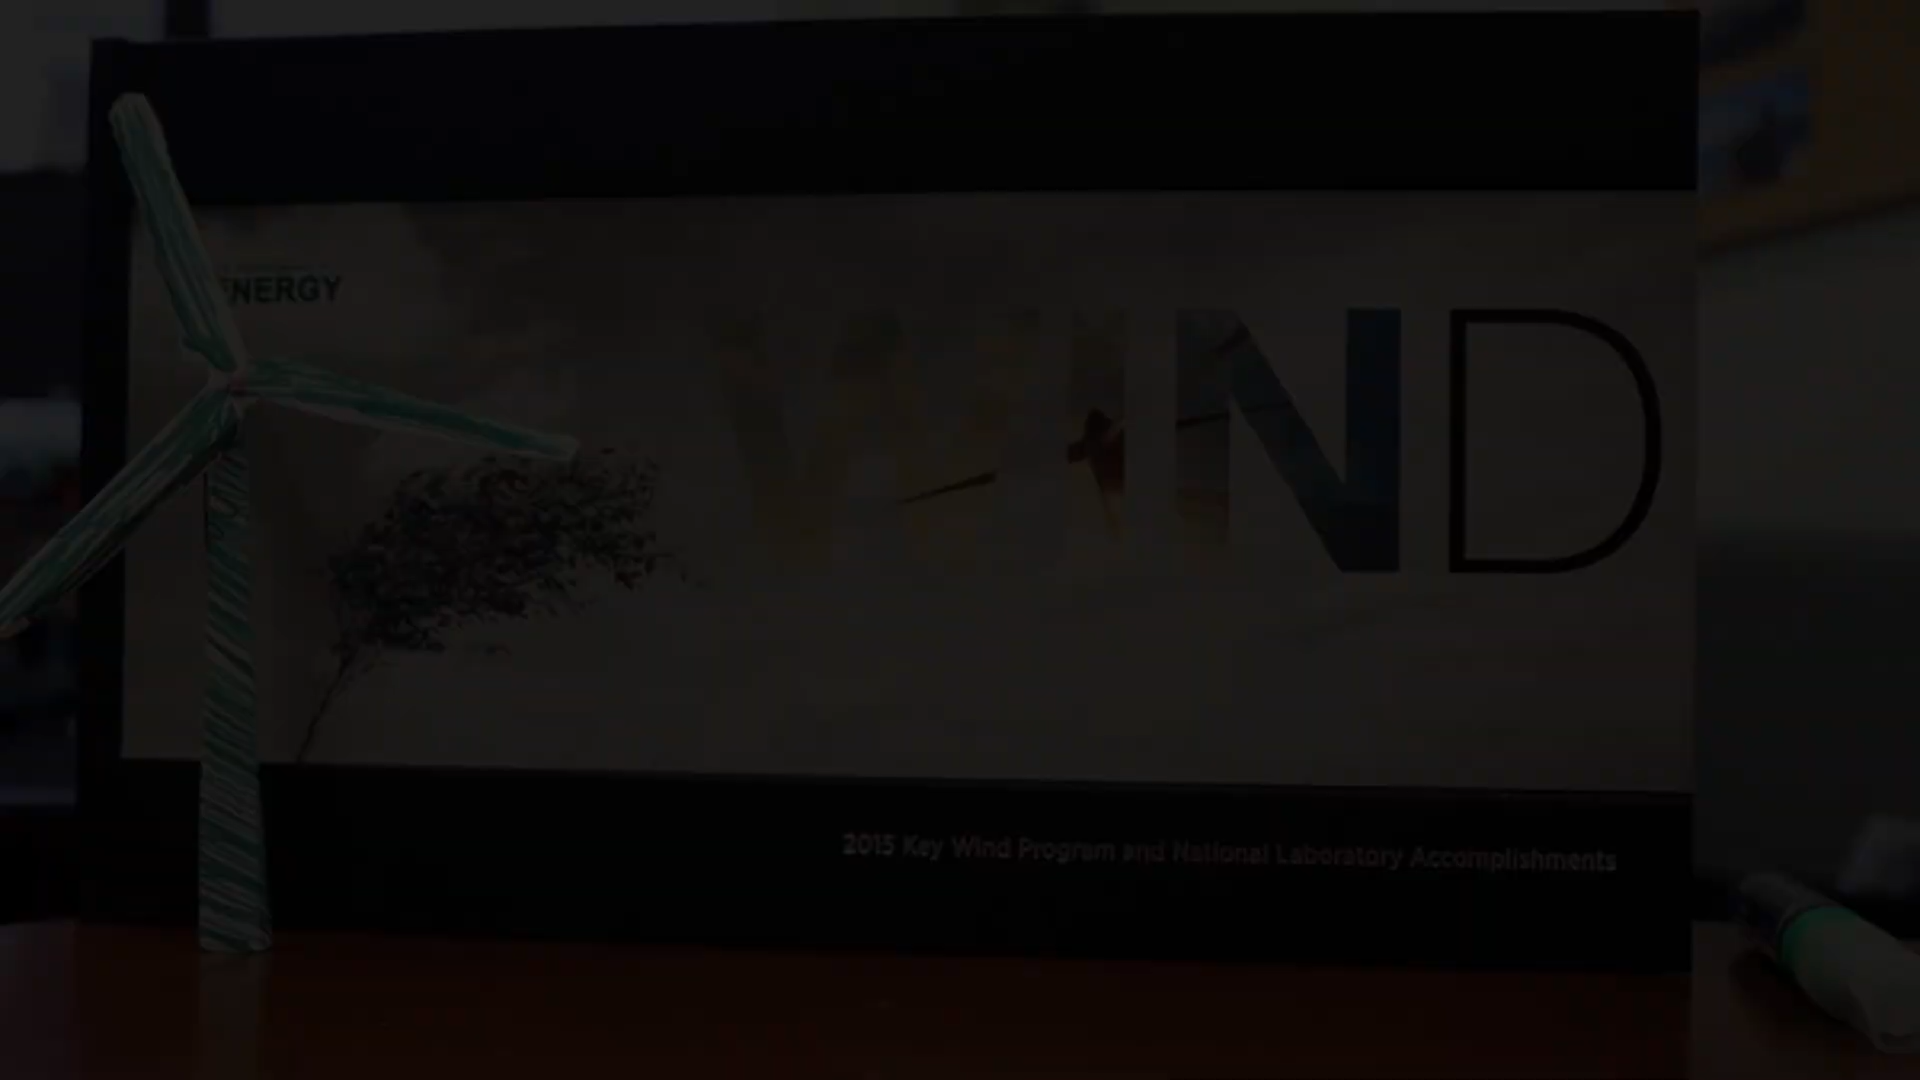 ENERGY
WIND
2015 Key Wind Program and National Laboratory Accomplishments